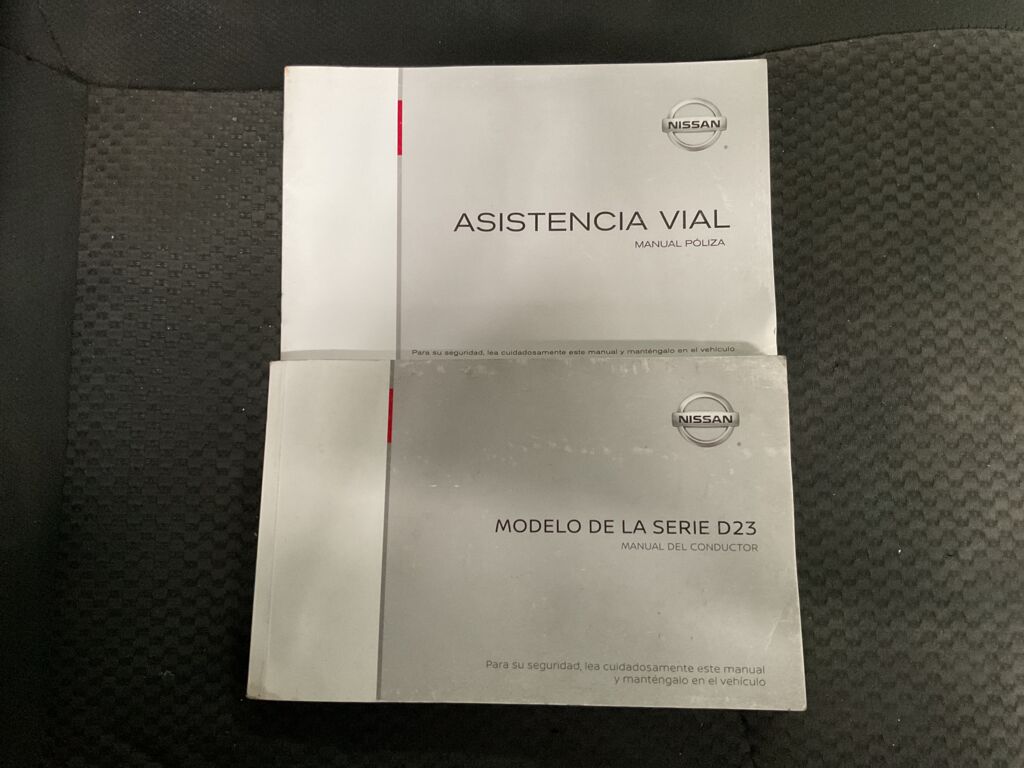 NISSAN
ASISTENCIA VIAL
MANUAL PÓLIZA
Para su seguridad, lea cuidadosamente este manual y manténgalo en el vehículo
NISSAN
MODELO DE LA SERIE D23
MANUAL DEL CONDUCTOR
Para su seguridad, lea cuidadosamente este manual
y manténgalo en el vehículo